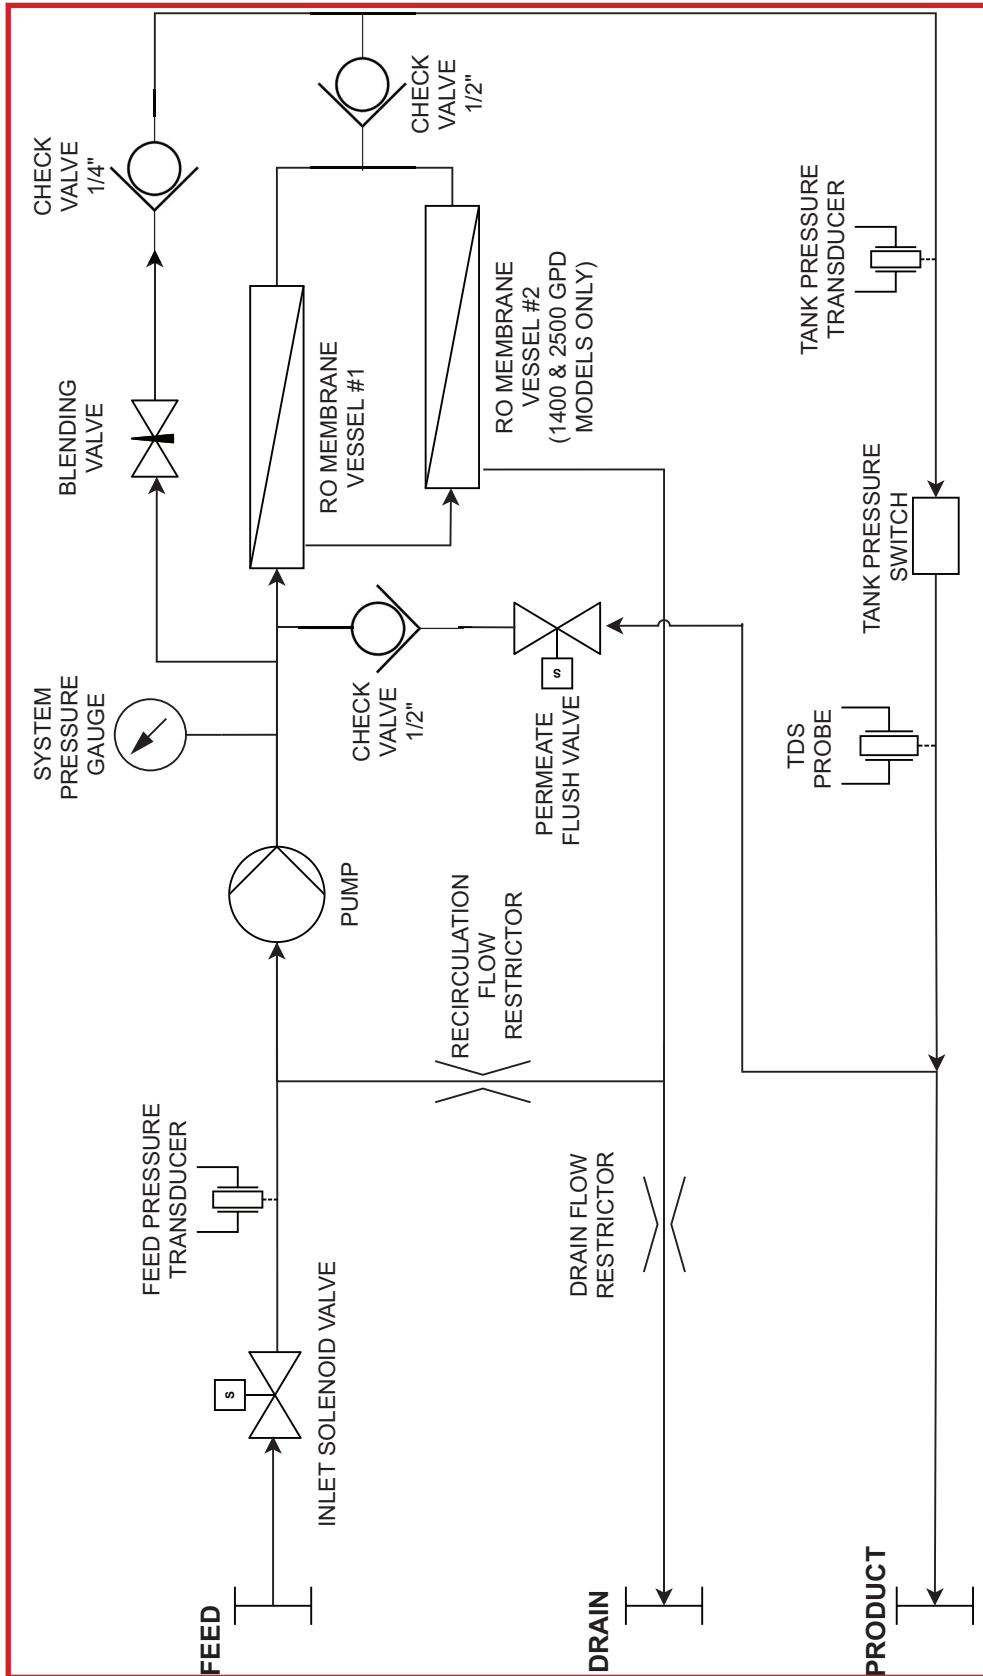 FEED
INLET SOLENOID VALVE
S
FEED PRESSURE
TRANSDUCER
PUMP
SYSTEM
PRESSURE
GAUGE
BLENDING
VALVE
CHECK
VALVE
1/4"
RO MEMBRANE
VESSEL #1
CHECK
VALVE
1/2"
RO MEMBRANE
VESSEL #2
(1400 & 2500 GPD
MODELS ONLY)
CHECK
VALVE
1/2"
S
PERMEATE
FLUSH VALVE
RECIRCULATION
FLOW
RESTRICTOR
DRAIN
DRAIN FLOW
RESTRICTOR
PRODUCT
TDS
PROBE
TANK PRESSURE
SWITCH
TANK PRESSURE
TRANSDUCER